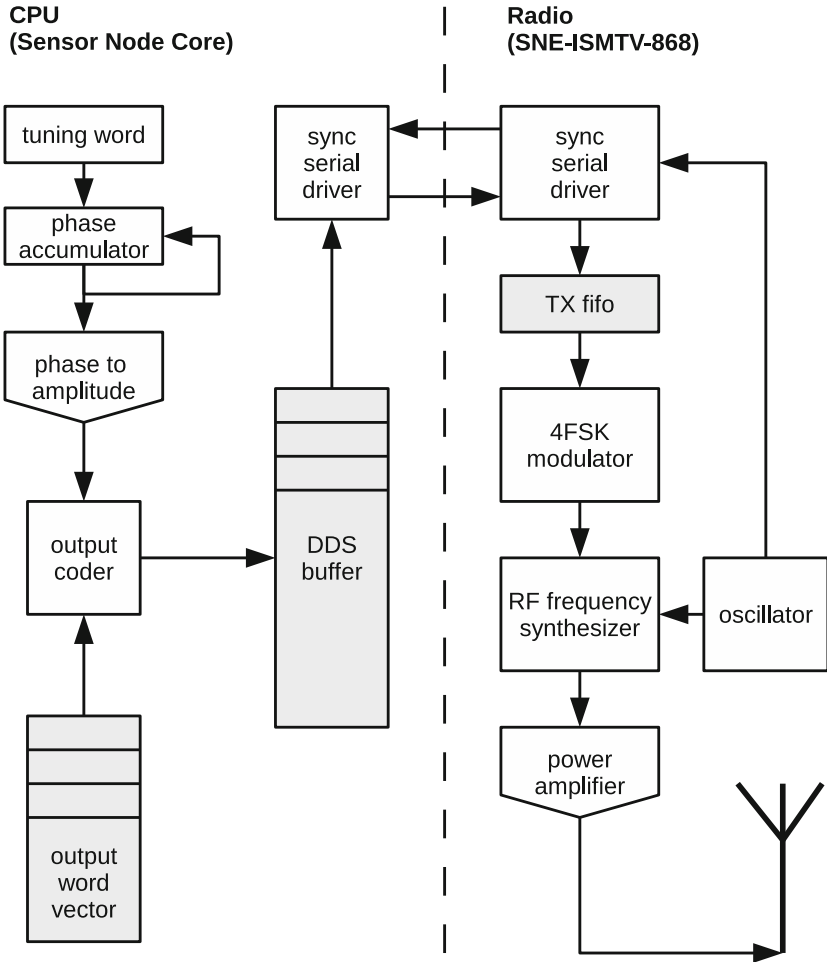 CPU
(Sensor Node Core)
Radio
(SNE-ISMTV-868)
tuning word
phase
accumulator
phase to
amplitude
output
coder
output
word
vector
sync
serial
driver
DDS
buffer
sync
serial
driver
TX fifo
4FSK
modulator
RF frequency
synthesizer
oscillator
power
amplifier